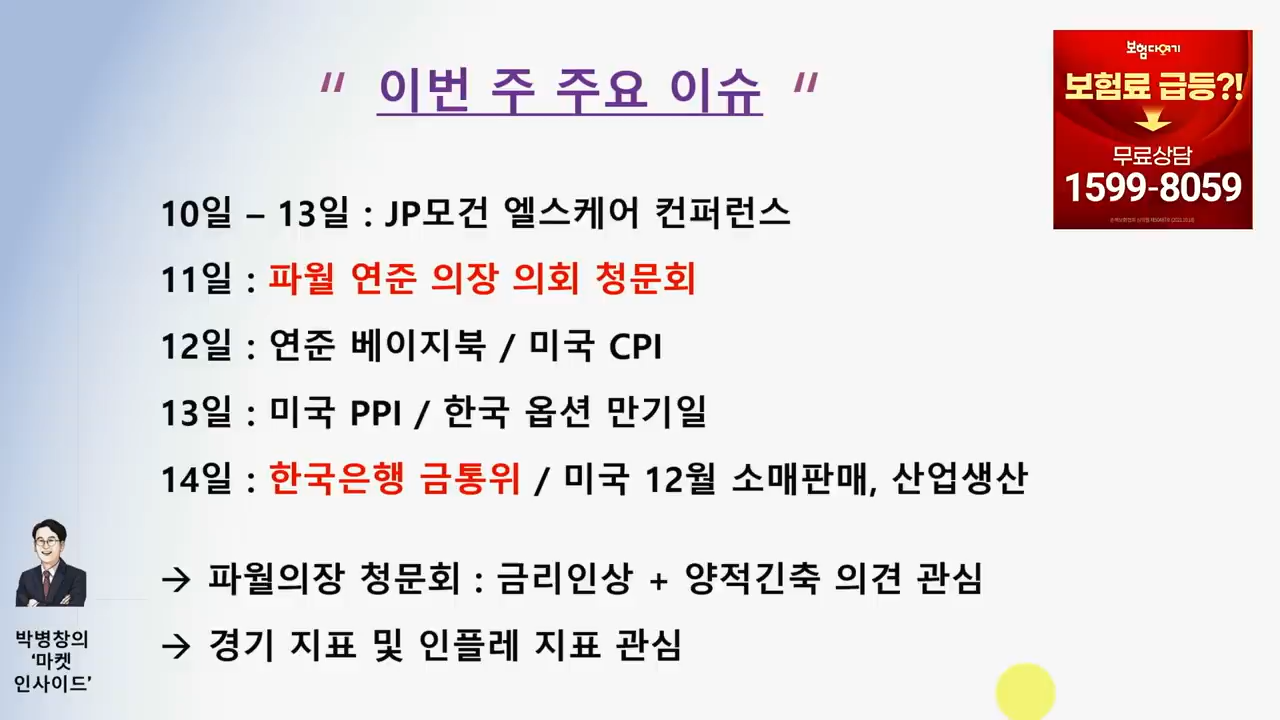 " 이번 주 주요 이슈 "
10일 – 13일 : JP모건 엘스케어 컨퍼런스
11일 : 파월 연준 의장 의회 청문회
12일 : 연준 베이지북 / 미국 CPI
13일 : 미국 PPI / 한국 옵션 만기일
14일 : 한국은행 금통위 / 미국 12월 소매판매, 산업생산
→ 파월의장 청문회 : 금리인상 + 양적긴축 의견 관심
→ 경기 지표 및 인플레 지표 관심
박병창의
‘마켓
인사이드’
보험다여기
보험료 급등?!
무료상담
1599-8059